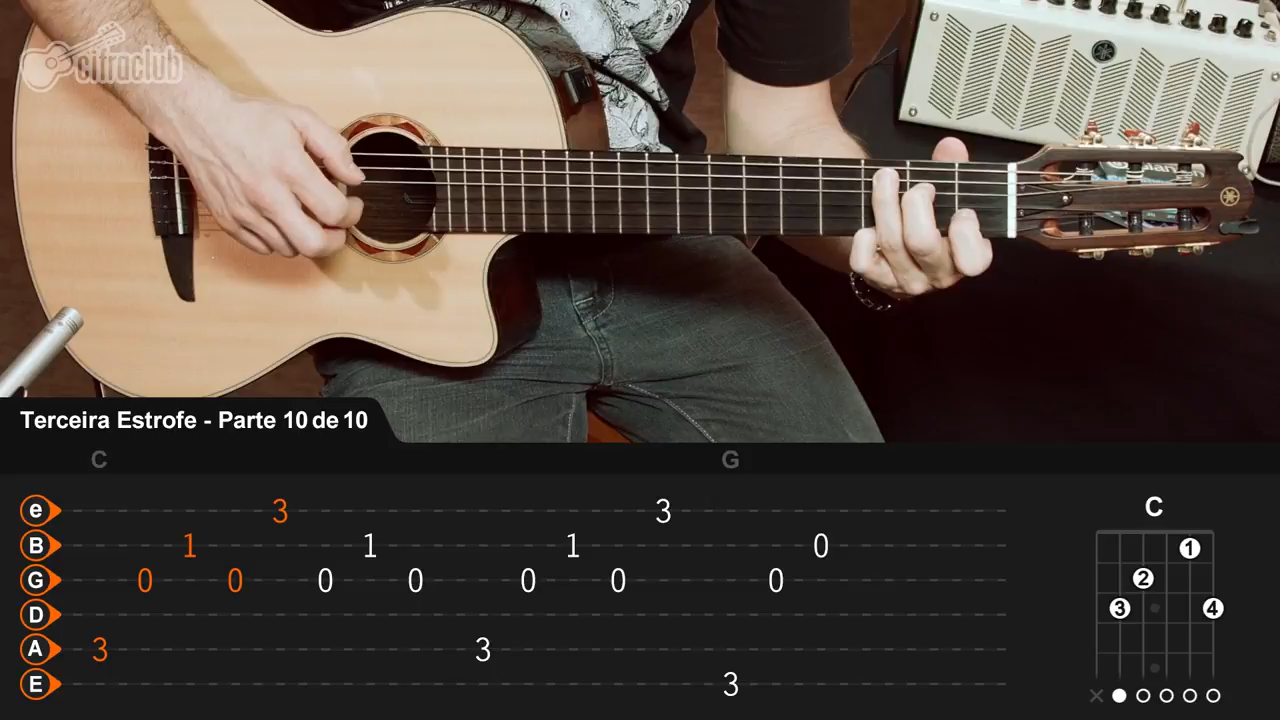 cifraclub
Terceira Estrofe - Parte 10 de 10
C G
e 3 3
B 1 1 1 0
G 0 0 0 0 0 0 0
D
A 3 3
E 3
C
1
2
3 4
X